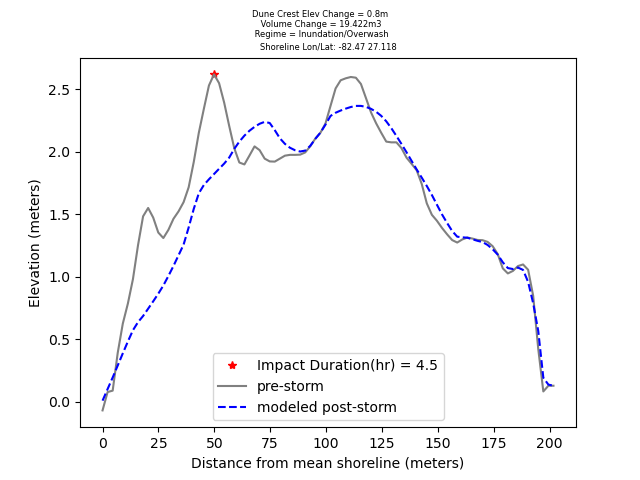 Dune Crest Elev Change = 0.8m
Volume Change = 19.422m3
Regime = Inundation/Overwash
Shoreline Lon/Lat: -82.47 27.118
2.5
2.0
1.5
1.0
0.5
0.0
Elevation (meters)
Impact Duration(hr) = 4.5
pre-storm
modeled post-storm
0 25 50 75 100 125 150 175 200
Distance from mean shoreline (meters)